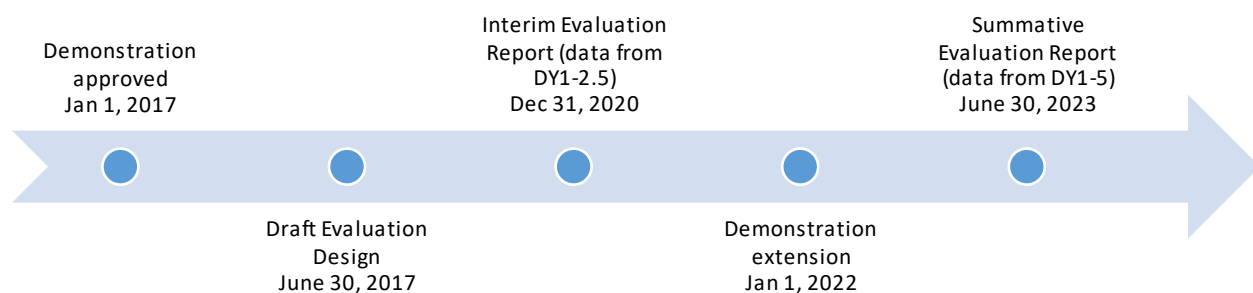 Demonstration
approved
Jan 1, 2017
Draft Evaluation
Design
June 30, 2017
Interim Evaluation
Report (data from
DY1-2.5)
Dec 31, 2020
Demonstration
extension
Jan 1, 2022
Summative
Evaluation Report
(data from DY1-5)
June 30, 2023